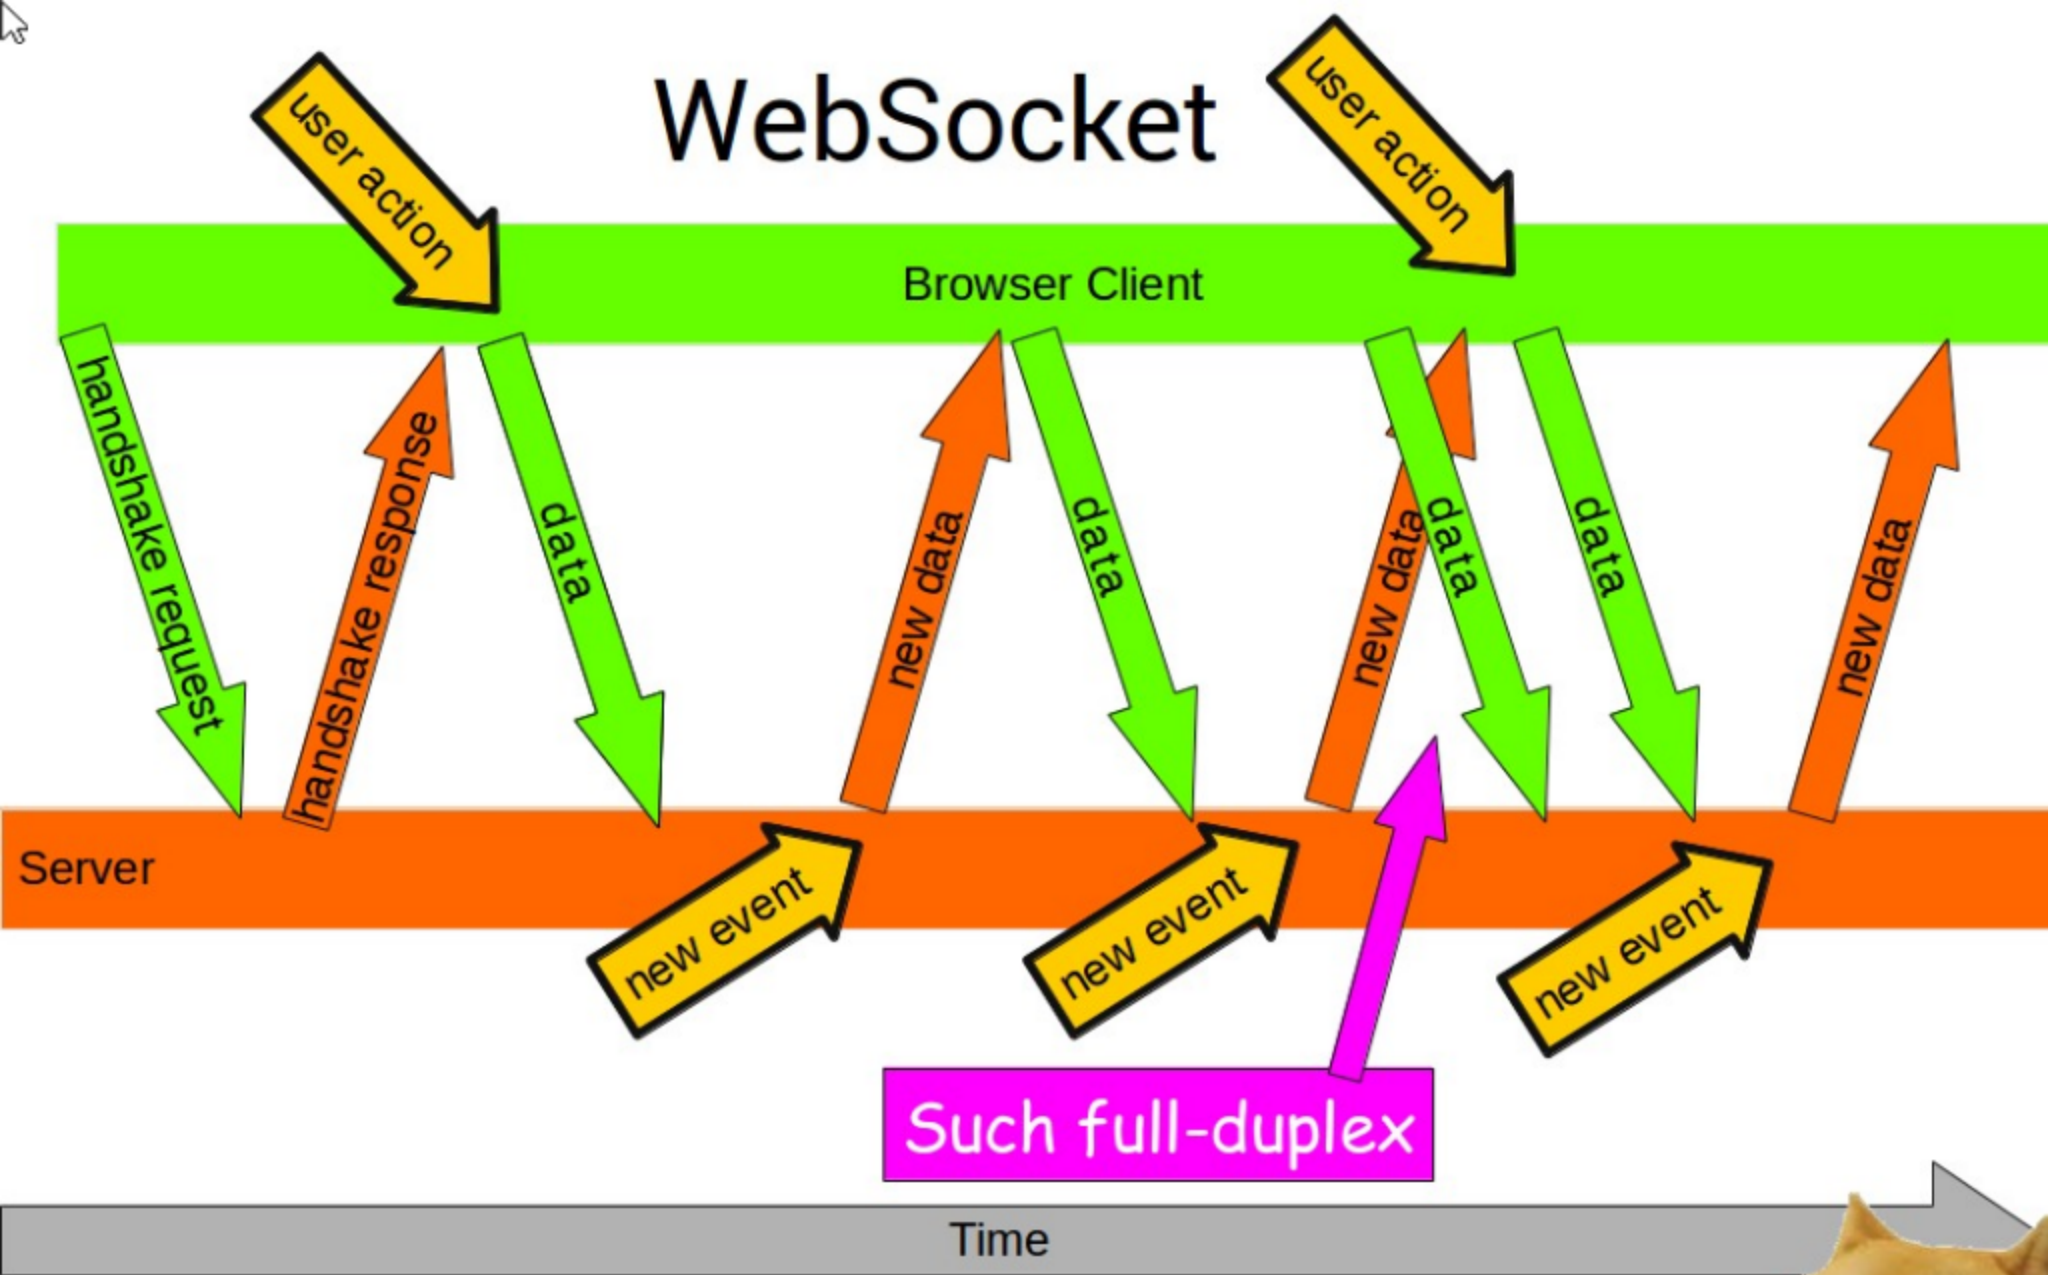 WebSocket
user action
user action
Browser Client
handshake request
handshake response
data
new data
data
new data
data
data
new data
Server
new event
new event
new event
Such full-duplex
Time